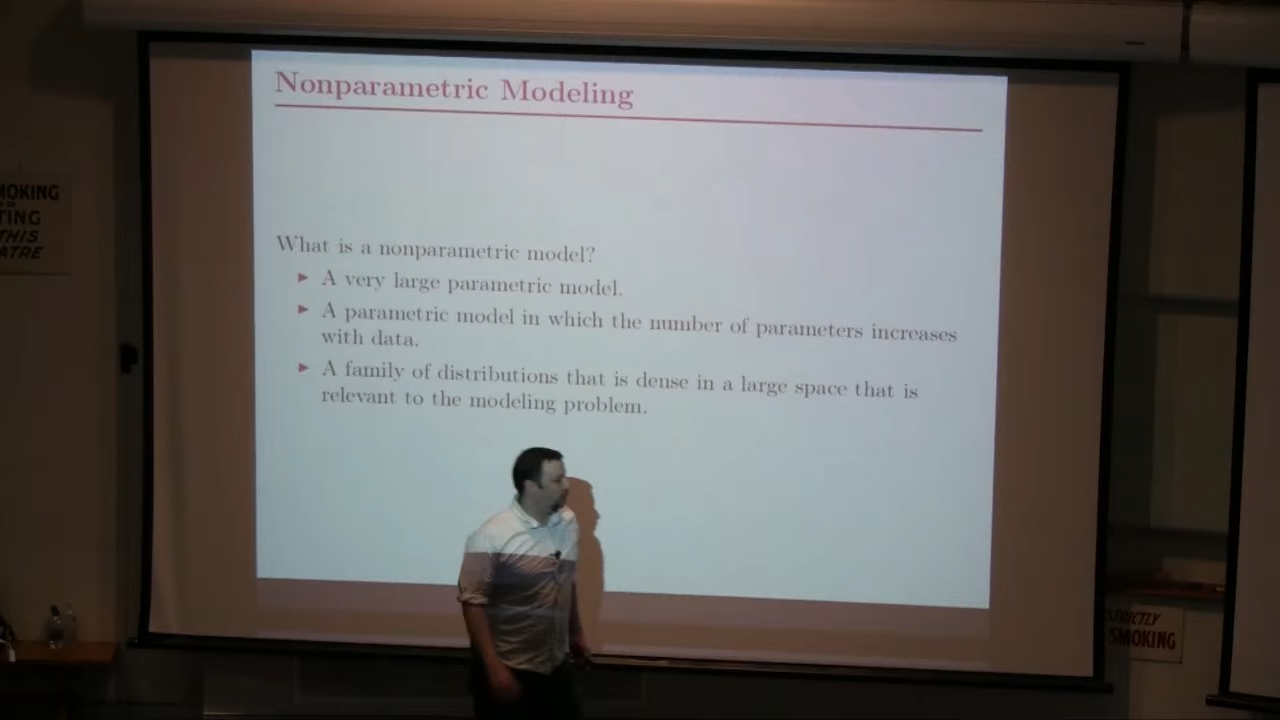 Nonparametric Modeling
What is a nonparametric model?
▶ A very large parametric model.
▶ A parametric model in which the number of parameters increases
with data.
▶ A family of distributions that is dense in a large space that is
relevant to the modeling problem.
MOKING
TING
THIS
ATRE
STRICTLY
SMOKING